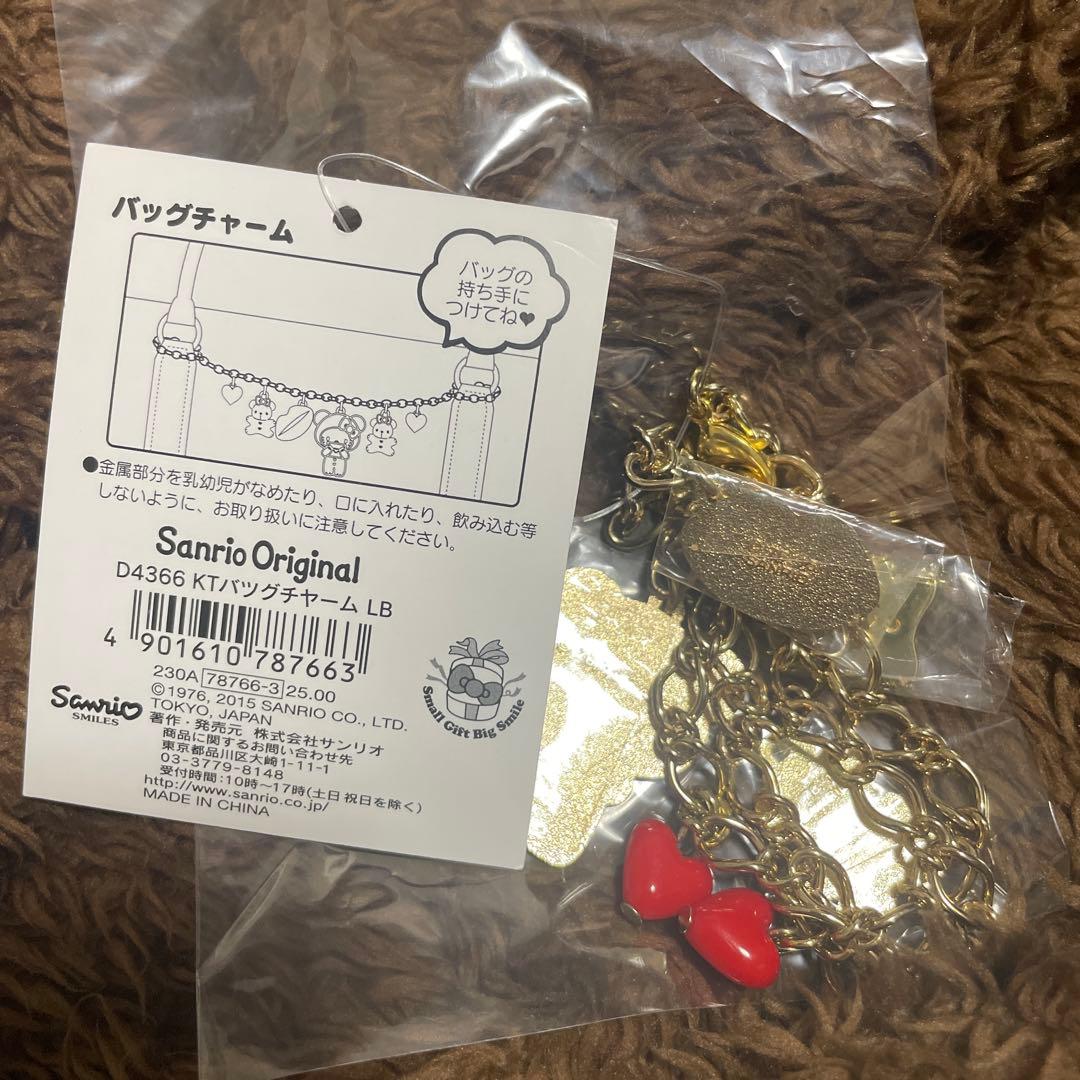 バッグチャーム
バッグの
持ち手に
つけてね♥
●金属部分を乳幼児がなめたり、口に入れたり、飲み込む等
しないように、お取り扱いに注意してください。
Sanrio Original
D4366 KTバッグチャーム LB
4 901610 787663
230A 78766-3 25.00
©1976, 2015 SANRIO CO., LTD.
TOKYO, JAPAN
著作・発売元 株式会社サンリオ
商品に関するお問い合わせ先
東京都品川区大崎1-11-1
03-3779-8148
受付時間:10時〜17時(土日祝日を除く)
http://www.sanrio.co.jp/
MADE IN CHINA
Sanrio
SMILES
Small Gift Big Smile